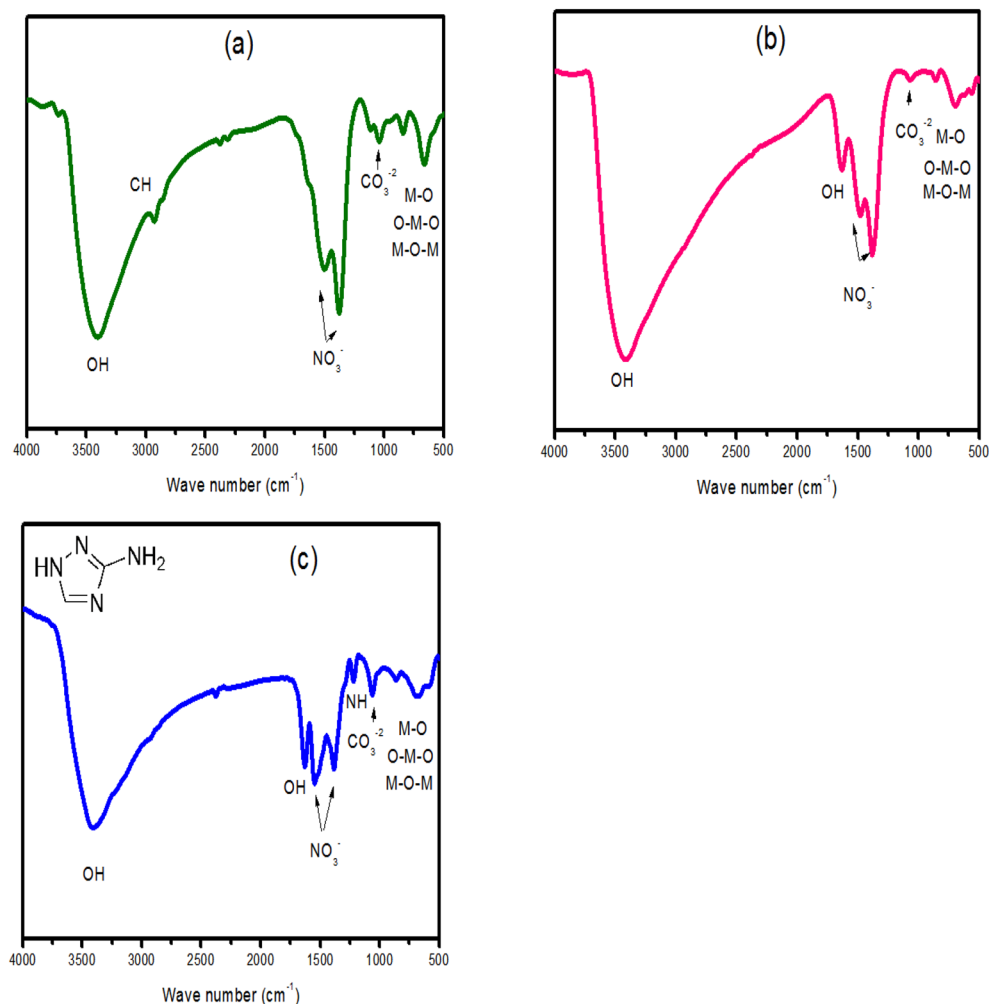 (a)
CH
CO₃⁻²
M-O
O-M-O
M-O-M
NO₃⁻
OH
4000 3500 3000 2500 2000 1500 1000 500
Wave number (cm⁻¹)
(b)
CO₃⁻² M-O
OH O-M-O
M-O-M
NO₃⁻
OH
4000 3500 3000 2500 2000 1500 1000 500
Wave number (cm⁻¹)
(c)
N
HN
NH₂
N
NH
CO₃⁻²
M-O
O-M-O
OH M-O-M
NO₃⁻
OH
4000 3500 3000 2500 2000 1500 1000 500
Wave number (cm⁻¹)